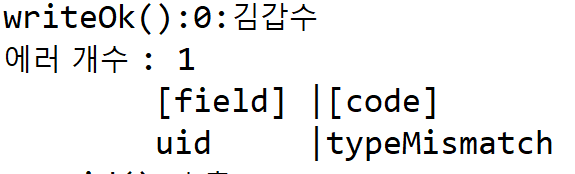 writeOk():0:김갑수
에러 개수 : 1
[field] |[code]
uid |typeMismatch